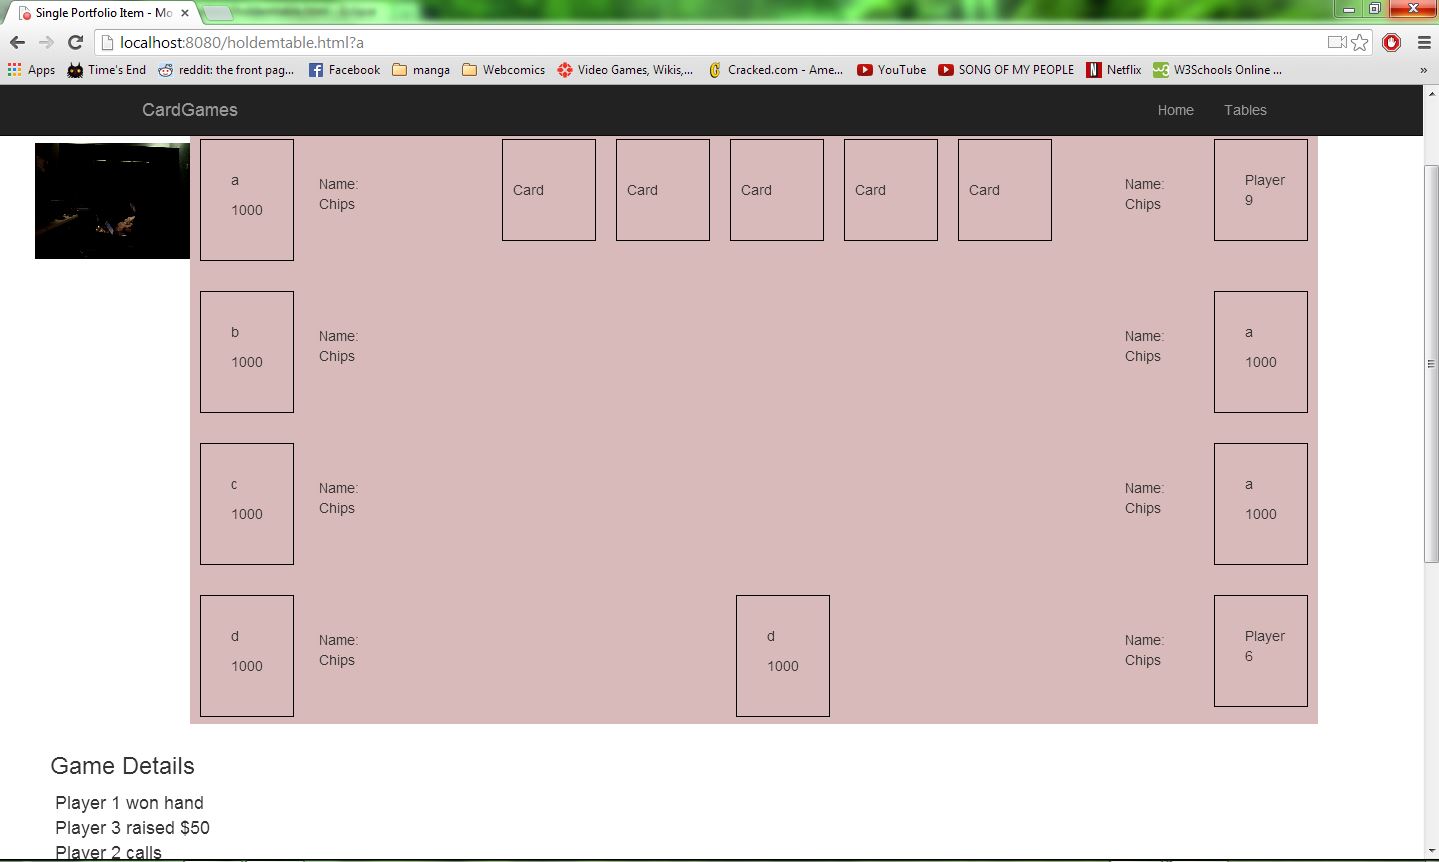 Single Portfolio Item - Mo
localhost:8080/holdemtable.html?a
Apps Time's End reddit: the front pag... Facebook manga Webcomics Video Games, Wikis,... Cracked.com - Ame... YouTube SONG OF MY PEOPLE Netflix W3Schools Online ... »
CardGames Home Tables
a
1000
Name:
Chips
Card Card Card Card Card
Name:
Chips
Player
9
b
1000
Name:
Chips
Name:
Chips
a
1000
c
1000
Name:
Chips
Name:
Chips
a
1000
d
1000
Name:
Chips
d
1000
Name:
Chips
Player
6
Game Details
Player 1 won hand
Player 3 raised $50
Player 2 calls